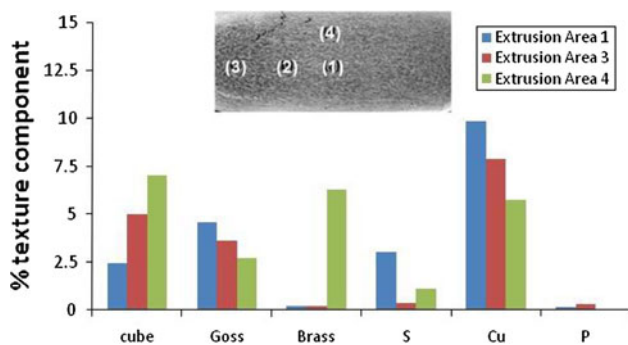 % texture component
15
12.5
10
7.5
5
2.5
0
(4)
(3) (2) (1)
Extrusion Area 1
Extrusion Area 3
Extrusion Area 4
cube Goss Brass S Cu P